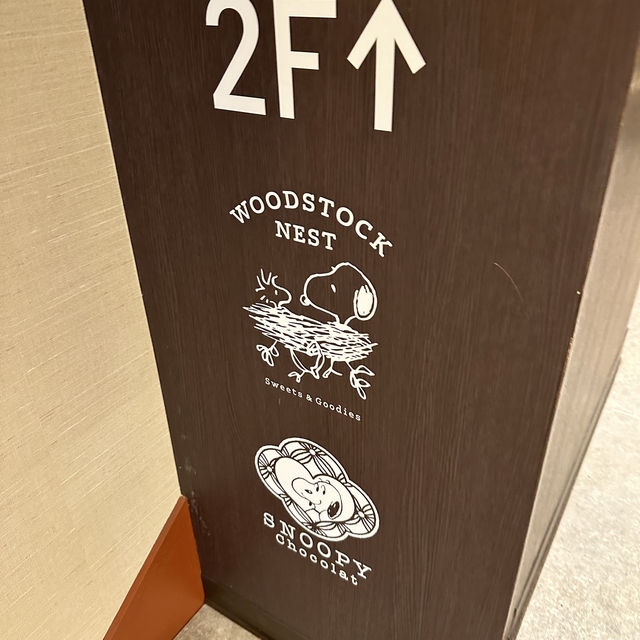 2F↑
WOODSTOCK
NEST
Sweets & Goodies
SNOOPY
Chocolat